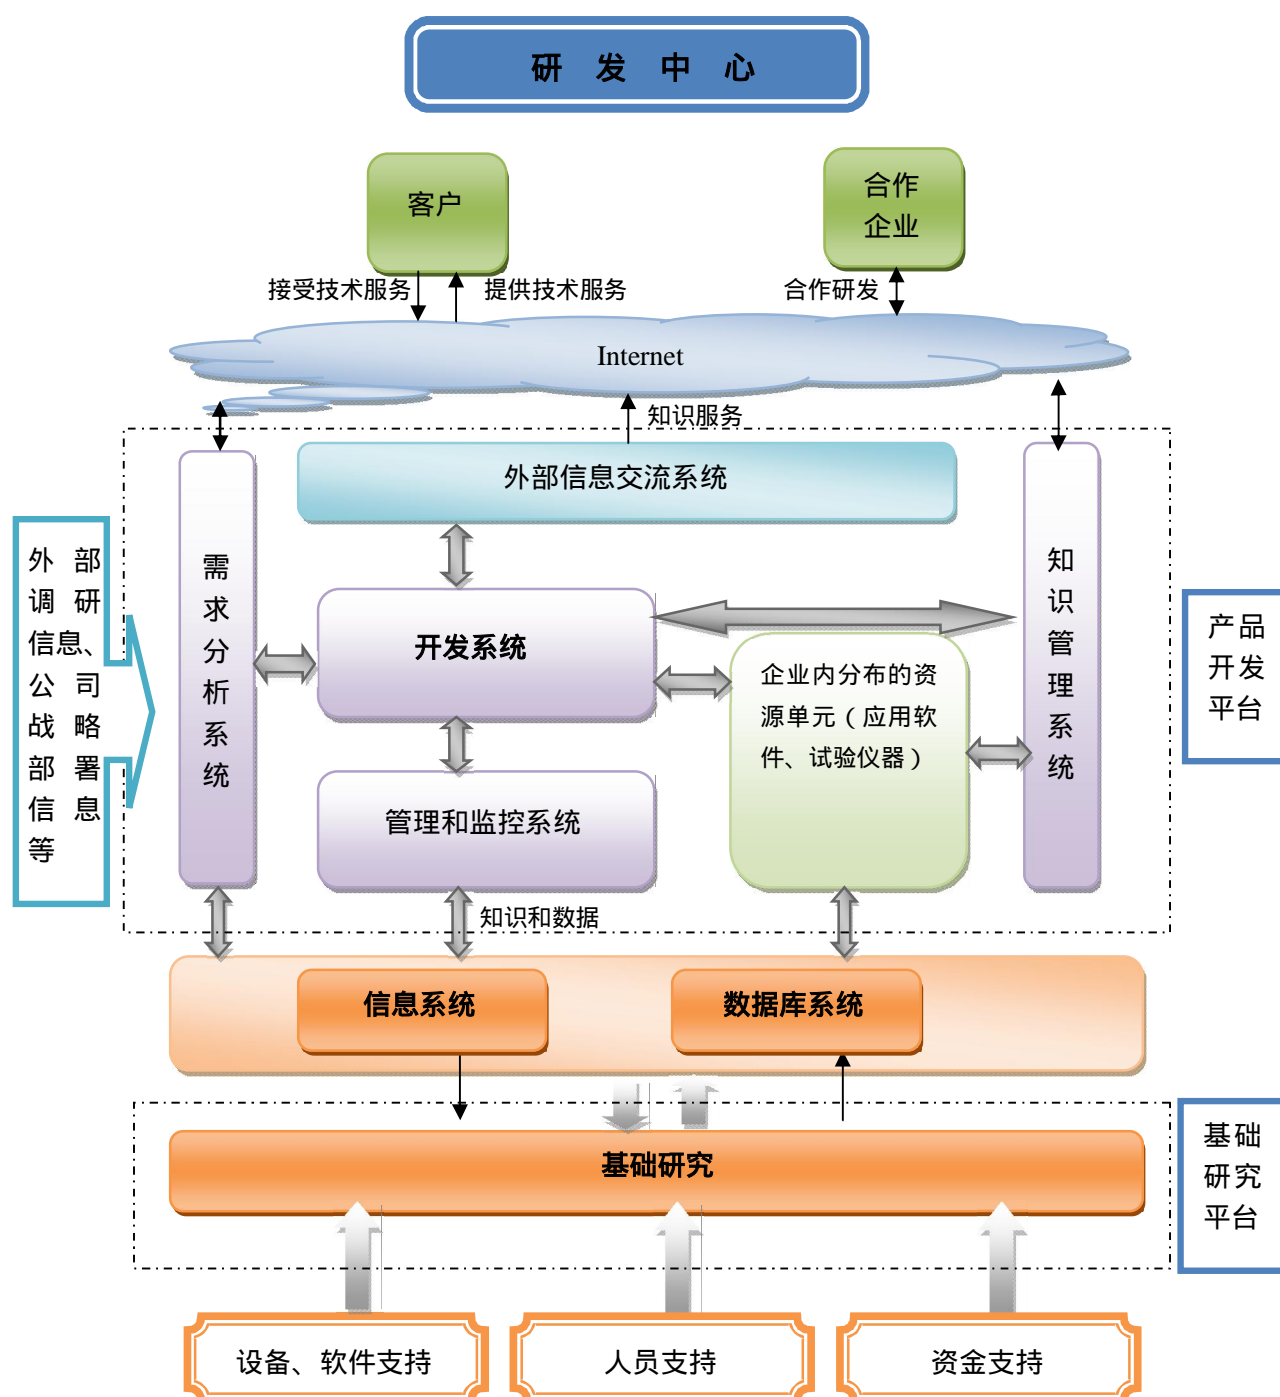 研 发 中 心
客户
合作
企业
接受技术服务
提供技术服务
合作研发
Internet
知识服务
外部信息交流系统
外 部
调 研
信息、
公 司
战 略
部 署
信 息
等
需
求
分
析
系
统
开发系统
企业内分布的资
源单元（应用软
件、试验仪器）
知
识
管
理
系
统
产品
开发
平台
管理和监控系统
知识和数据
信息系统
数据库系统
基础研究
基础
研究
平台
设备、软件支持
人员支持
资金支持